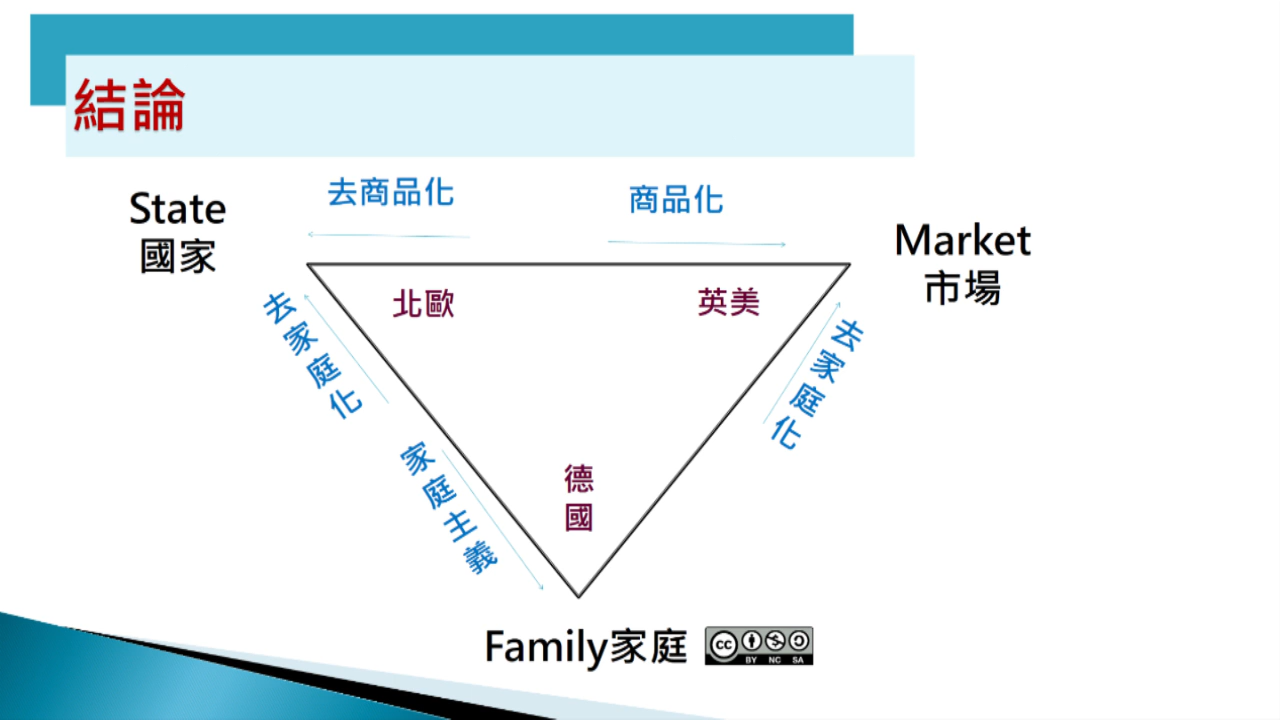 結論
State
國家
去商品化
商品化
Market
市場
北歐
英美
去家庭化
去家庭化
家庭主義
德國
Family家庭
cc
BY NC SA